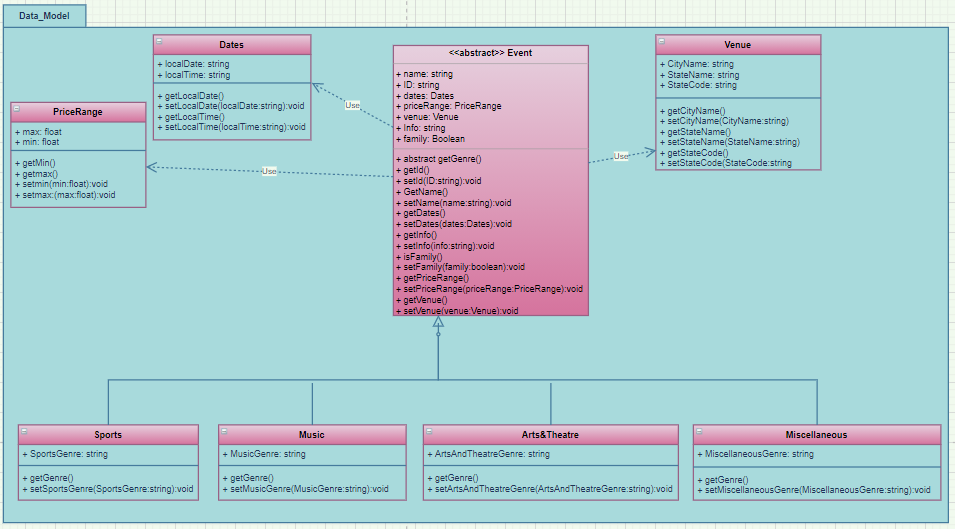 Data_Model
Dates
+ localDate: string
+ localTime: string
+ getLocalDate()
+ setLocalDate(localDate:string):void
+ getLocalTime()
+ setLocalTime(localTime:string):void
PriceRange
+ max: float
+ min: float
+ getMin()
+ getmax()
+ setmin(min:float):void
+ setmax:(max:float):void
<<abstract>> Event
+ name: string
+ ID: string
+ dates: Dates
+ priceRange: PriceRange
+ venue: Venue
+ Info: string
+ family: Boolean
+ abstract getGenre()
+ getId()
+ setId(ID:string):void
+ GetName()
+ setName(name:string):void
+ getDates()
+ setDates(dates:Dates):void
+ getInfo()
+ setInfo(info:string):void
+ isFamily()
+ setFamily(family:boolean):void
+ getPriceRange()
+ setPriceRange(priceRange:PriceRange):void
+ getVenue()
+ setVenue(venue:Venue):void
Venue
+ CityName: string
+ StateName: string
+ StateCode: string
+ getCityName()
+ setCityName(CityName:string)
+ getStateName()
+ setStateName(StateName:string)
+ getStateCode()
+ setStateCode(StateCode:string
Use
Use
Use
Sports
+ SportsGenre: string
+ getGenre()
+ setSportsGenre(SportsGenre:string):void
Music
+ MusicGenre: string
+ getGenre()
+ setMusicGenre(MusicGenre:string):void
Arts&Theatre
+ ArtsAndTheatreGenre: string
+ getGenre()
+ setArtsAndTheatreGenre(ArtsAndTheatreGenre:string):void
Miscellaneous
+ MiscellaneousGenre: string
+ getGenre()
+ setMiscellaneousGenre(MiscellaneousGenre:string):void